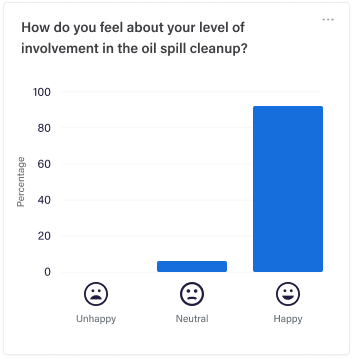 How do you feel about your level of
involvement in the oil spill cleanup?
...
Percentage
100
80
60
40
20
0
Unhappy
Neutral
Happy